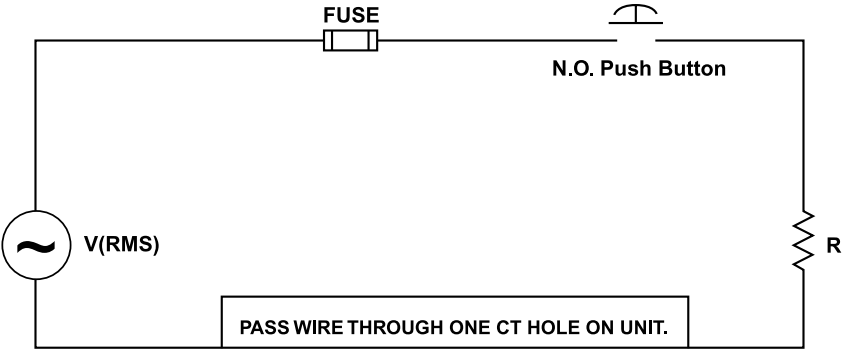 FUSE
N.O. Push Button
V(RMS)
R
PASS WIRE THROUGH ONE CT HOLE ON UNIT.